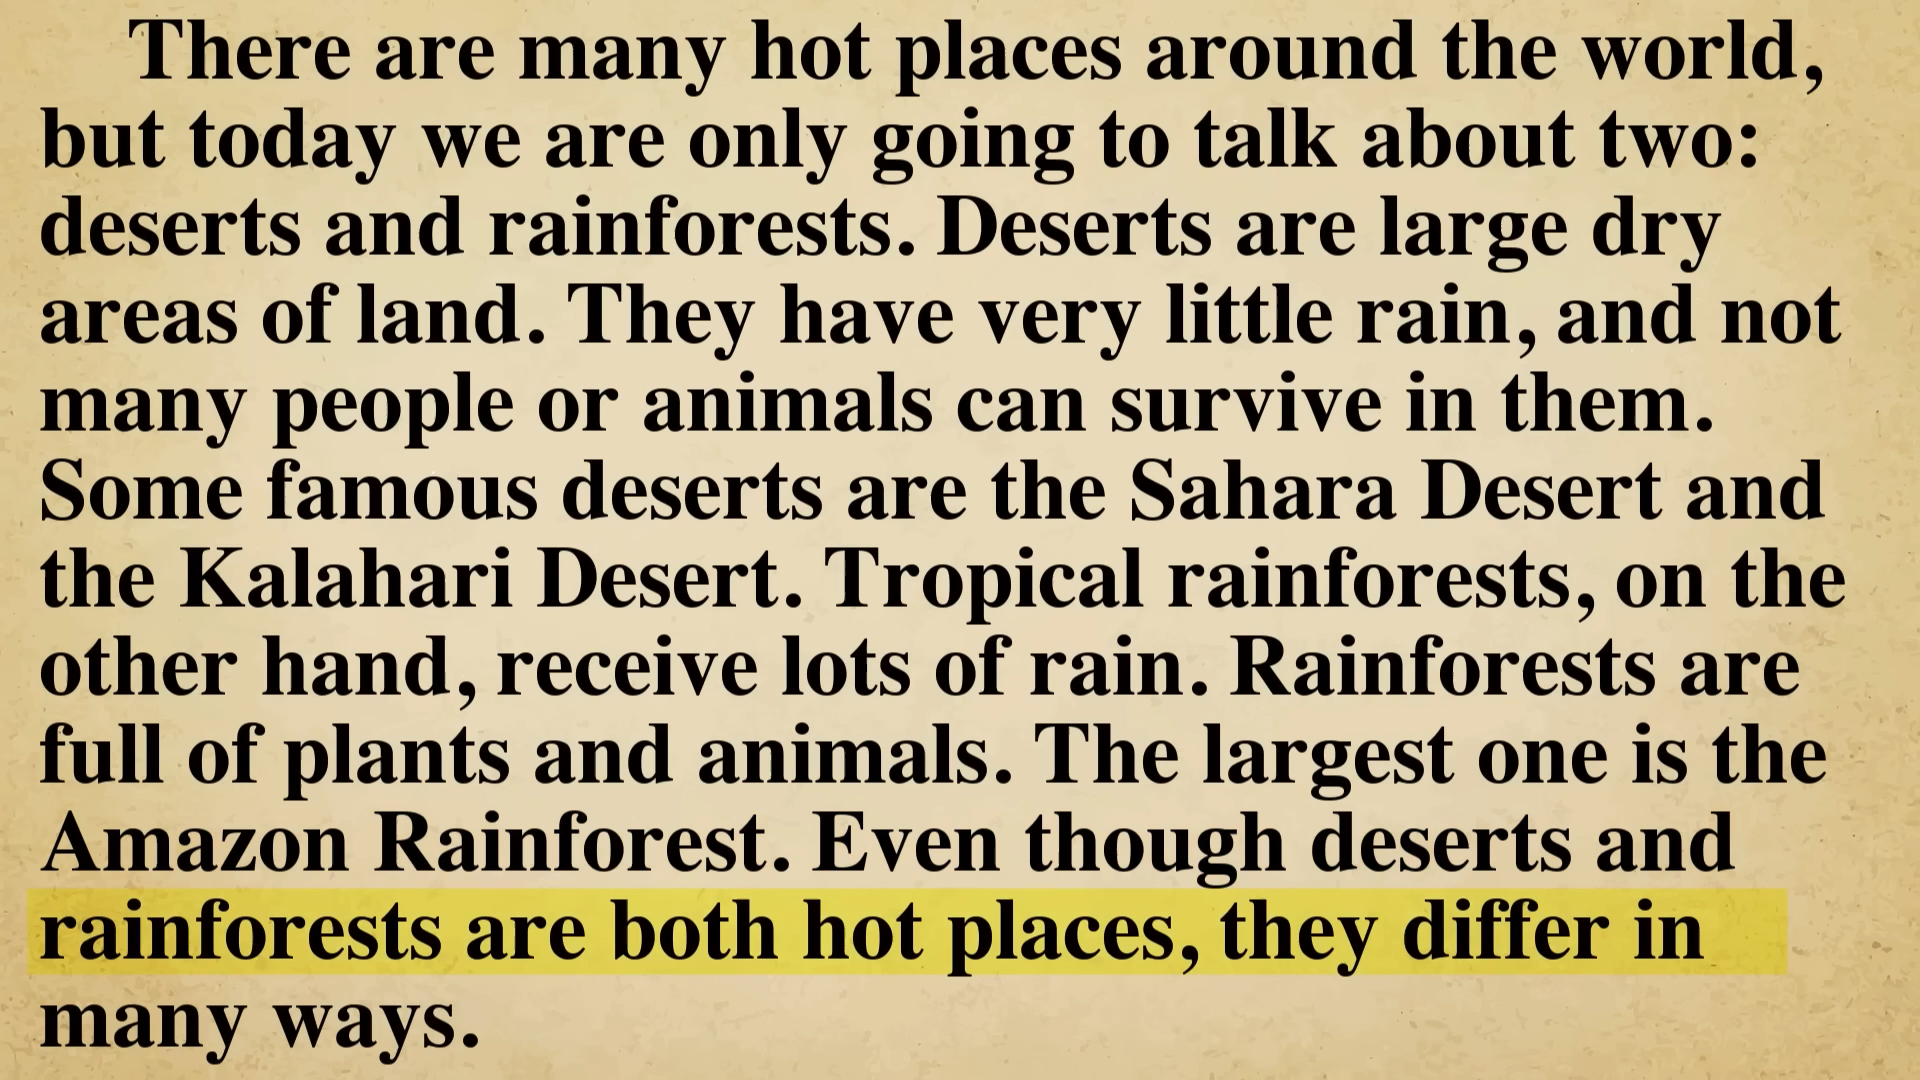 There are many hot places around the world,
but today we are only going to talk about two:
deserts and rainforests. Deserts are large dry
areas of land. They have very little rain, and not
many people or animals can survive in them.
Some famous deserts are the Sahara Desert and
the Kalahari Desert. Tropical rainforests, on the
other hand, receive lots of rain. Rainforests are
full of plants and animals. The largest one is the
Amazon Rainforest. Even though deserts and
rainforests are both hot places, they differ in
many ways.